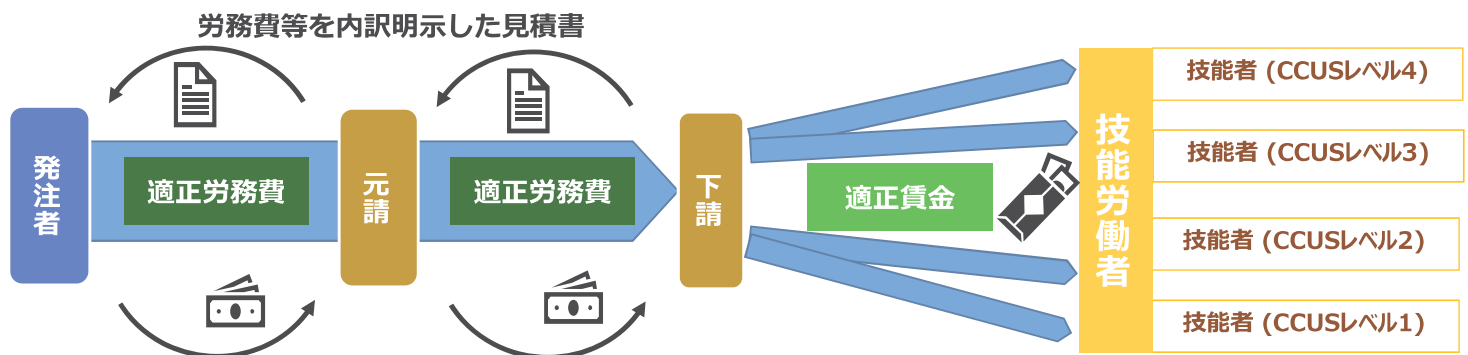 労務費等を内訳明示した見積書
発注者
適正労務費
元請
適正労務費
下請
適正賃金
技能労働者
技能者 (CCUSレベル4)
技能者 (CCUSレベル3)
技能者 (CCUSレベル2)
技能者 (CCUSレベル1)